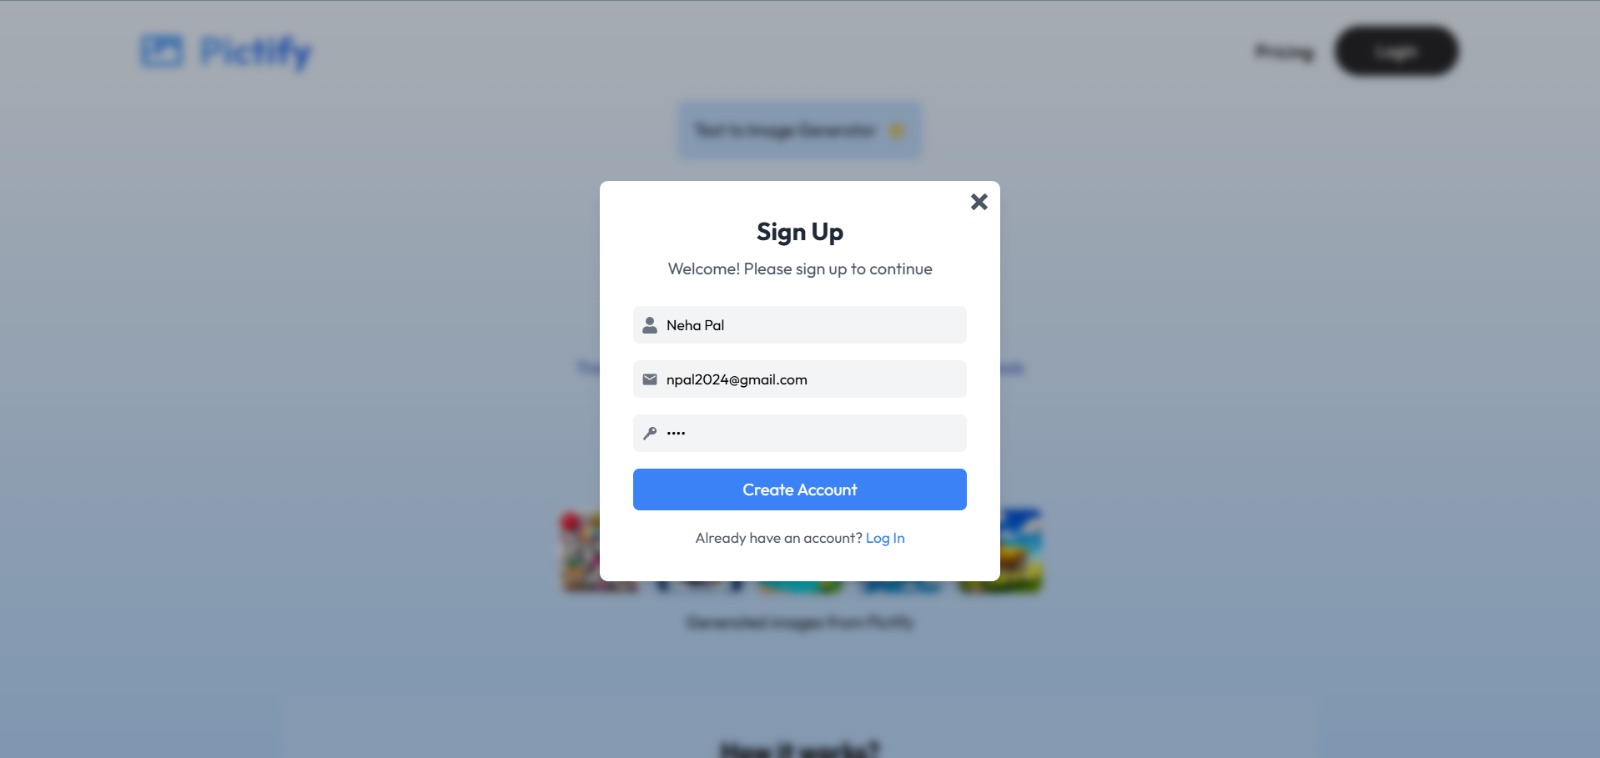 Pictify
Pricing
Login
Text to Image Generator
Sign Up
Welcome! Please sign up to continue
Neha Pal
npal2024@gmail.com
••••
Create Account
Already have an account? Log In
Generated images from Pictify
How it works?